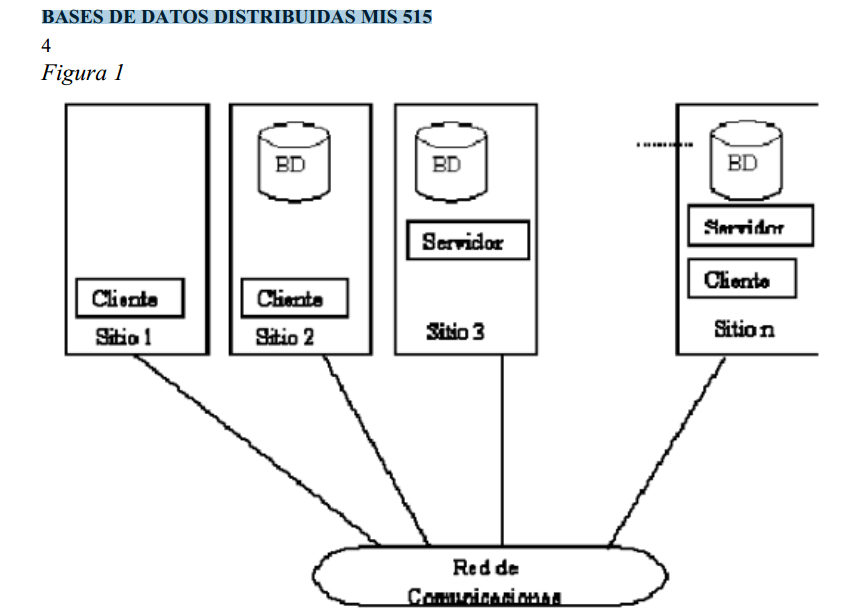 BASES DE DATOS DISTRIBUIDAS MIS 515
4
Figura 1
BD
BD
BD
Servidor
Servidor
Cliente
Cliente
Cliente
Sitio 1
Sitio 2
Sitio 3
Sitio n
Red de
Comunicaciones